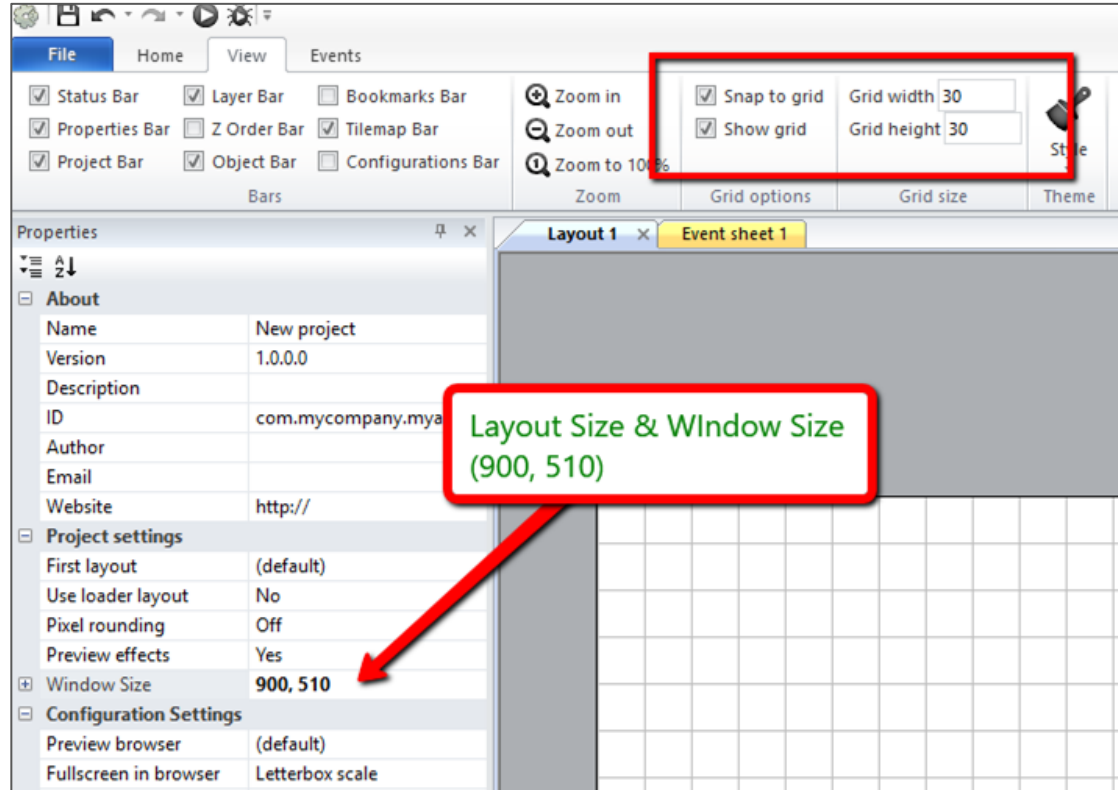 File Home View Events
Status Bar Layer Bar Bookmarks Bar Zoom in Snap to grid Grid width 30
Properties Bar Z Order Bar Tilemap Bar Zoom out Show grid Grid height 30
Project Bar Object Bar Configurations Bar Zoom to 100% Style
Bars Zoom Grid options Grid size Theme
Properties
Layout 1 Event sheet 1
About
Name New project
Version 1.0.0.0
Description
ID com.mycompany.mya
Author
Email
Website http://
Layout Size & WIndow Size
(900, 510)
Project settings
First layout (default)
Use loader layout No
Pixel rounding Off
Preview effects Yes
Window Size 900, 510
Configuration Settings
Preview browser (default)
Fullscreen in browser Letterbox scale